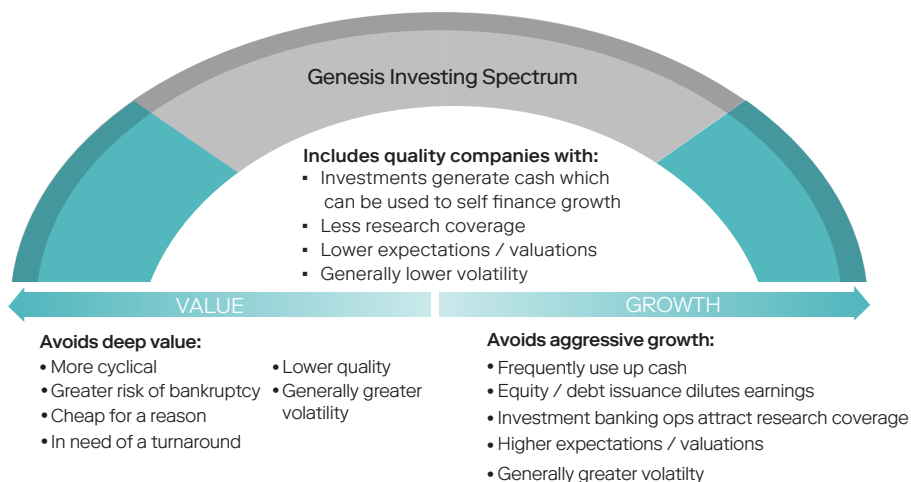 Genesis Investing Spectrum
Includes quality companies with:
▪ Investments generate cash which
can be used to self finance growth
▪ Less research coverage
▪ Lower expectations / valuations
▪ Generally lower volatility
VALUE
GROWTH
Avoids deep value:
• More cyclical
• Greater risk of bankruptcy
• Cheap for a reason
• In need of a turnaround
• Lower quality
• Generally greater
volatility
Avoids aggressive growth:
• Frequently use up cash
• Equity / debt issuance dilutes earnings
• Investment banking ops attract research coverage
• Higher expectations / valuations
• Generally greater volatilty